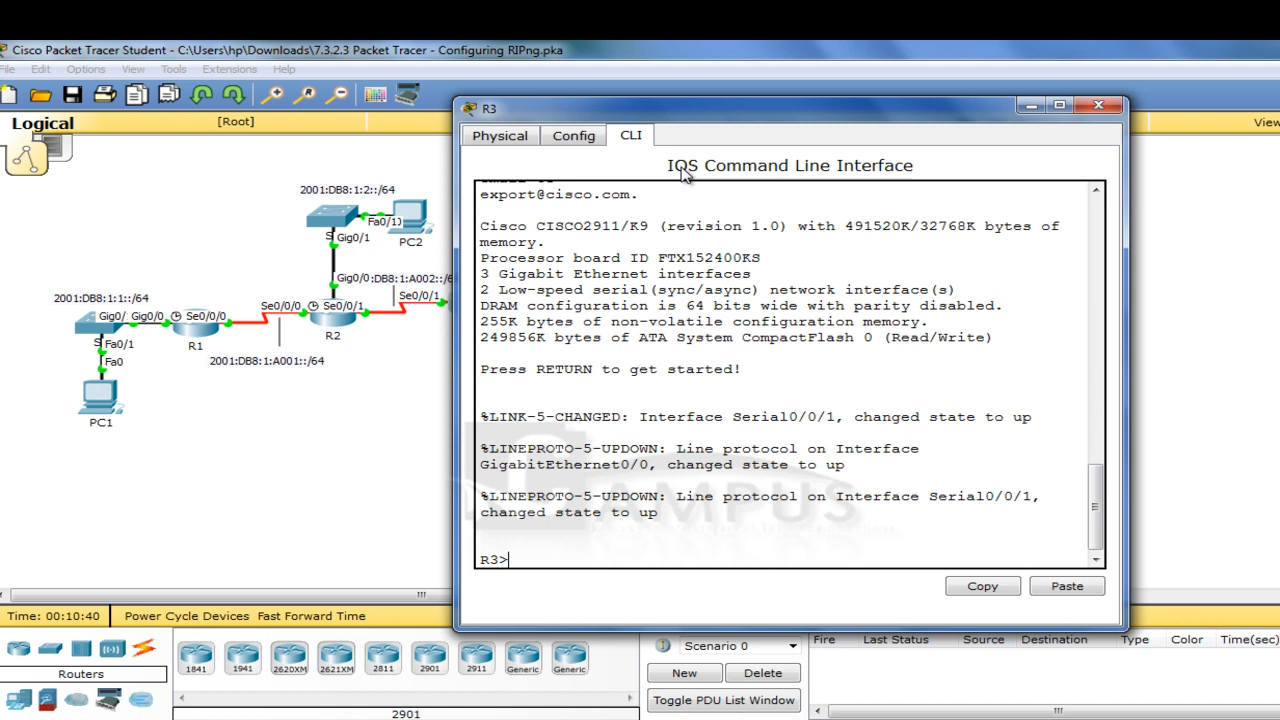 Cisco Packet Tracer Student - C:\Users\hp\Downloads\7.3.2.3 Packet Tracer - Configuring RIPng.pka
File Edit Options View Tools Extensions Help
Logical
[Root]
View
2001:DB8:1:2::/64
Fa0/1
PC2
Gig0/1
Gig0/0
:DB8:1:A002::/6
Se0/0/1
2001:DB8:1:1::/64
Gig0/ Gig0/0 Se0/0/0
Se0/0/0 Se0/0/1
R1
R2
Fa0/1
Fa0
2001:DB8:1:A001::/64
PC1
R3
Physical Config CLI
IOS Command Line Interface
export@cisco.com.
Cisco CISCO2911/K9 (revision 1.0) with 491520K/32768K bytes of
memory.
Processor board ID FTX152400KS
3 Gigabit Ethernet interfaces
2 Low-speed serial(sync/async) network interface(s)
DRAM configuration is 64 bits wide with parity disabled.
255K bytes of non-volatile configuration memory.
249856K bytes of ATA System CompactFlash 0 (Read/Write)
Press RETURN to get started!
%LINK-5-CHANGED: Interface Serial0/0/1, changed state to up
%LINEPROTO-5-UPDOWN: Line protocol on Interface
GigabitEthernet0/0, changed state to up
%LINEPROTO-5-UPDOWN: Line protocol on Interface Serial0/0/1,
changed state to up
R3>
Copy Paste
Time: 00:10:40 Power Cycle Devices Fast Forward Time
Routers
1841 1941 2620XM 2621XM 2811 2901 2911 Generic Generic
2901
Scenario 0
New Delete
Toggle PDU List Window
Fire Last Status Source Destination Type Color Time(sec)